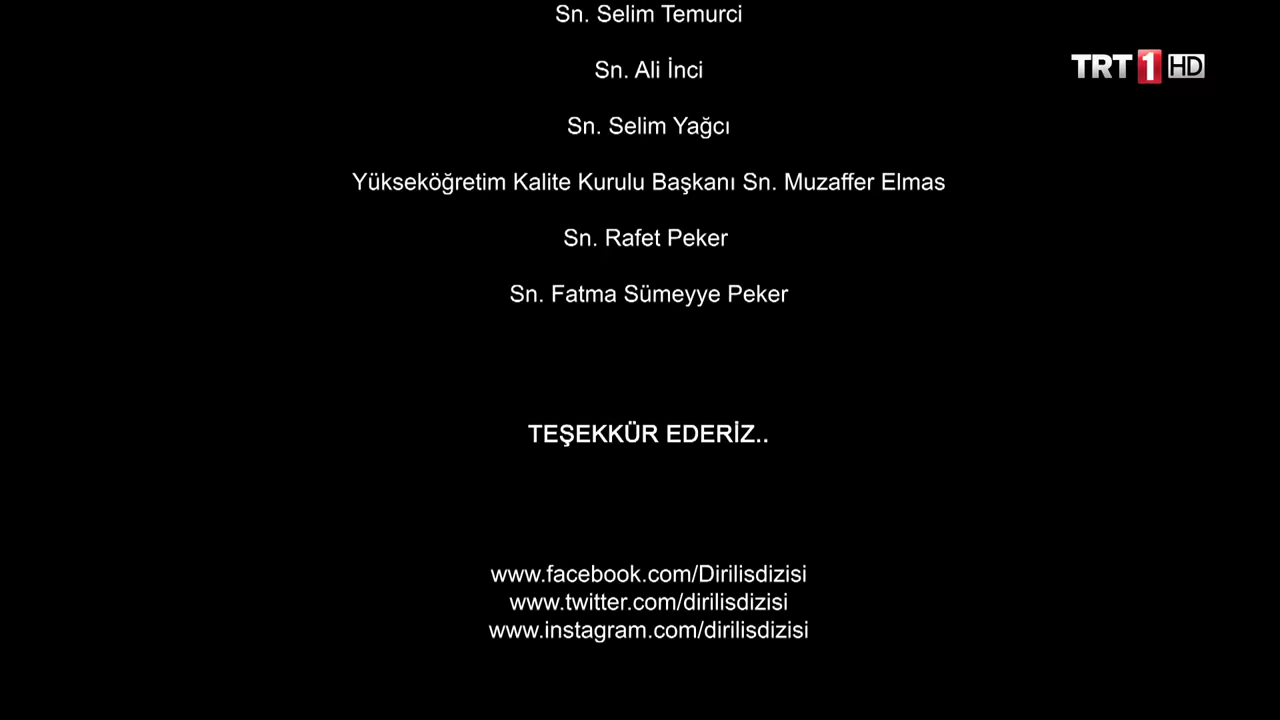 Sn. Selim Temurci
TRT 1 HD
Sn. Ali İnci
Sn. Selim Yağcı
Yükseköğretim Kalite Kurulu Başkanı Sn. Muzaffer Elmas
Sn. Rafet Peker
Sn. Fatma Sümeyye Peker
TEŞEKKÜR EDERİZ..
www.facebook.com/Dirilisdizisi
www.twitter.com/dirilisdizisi
www.instagram.com/dirilisdizisi